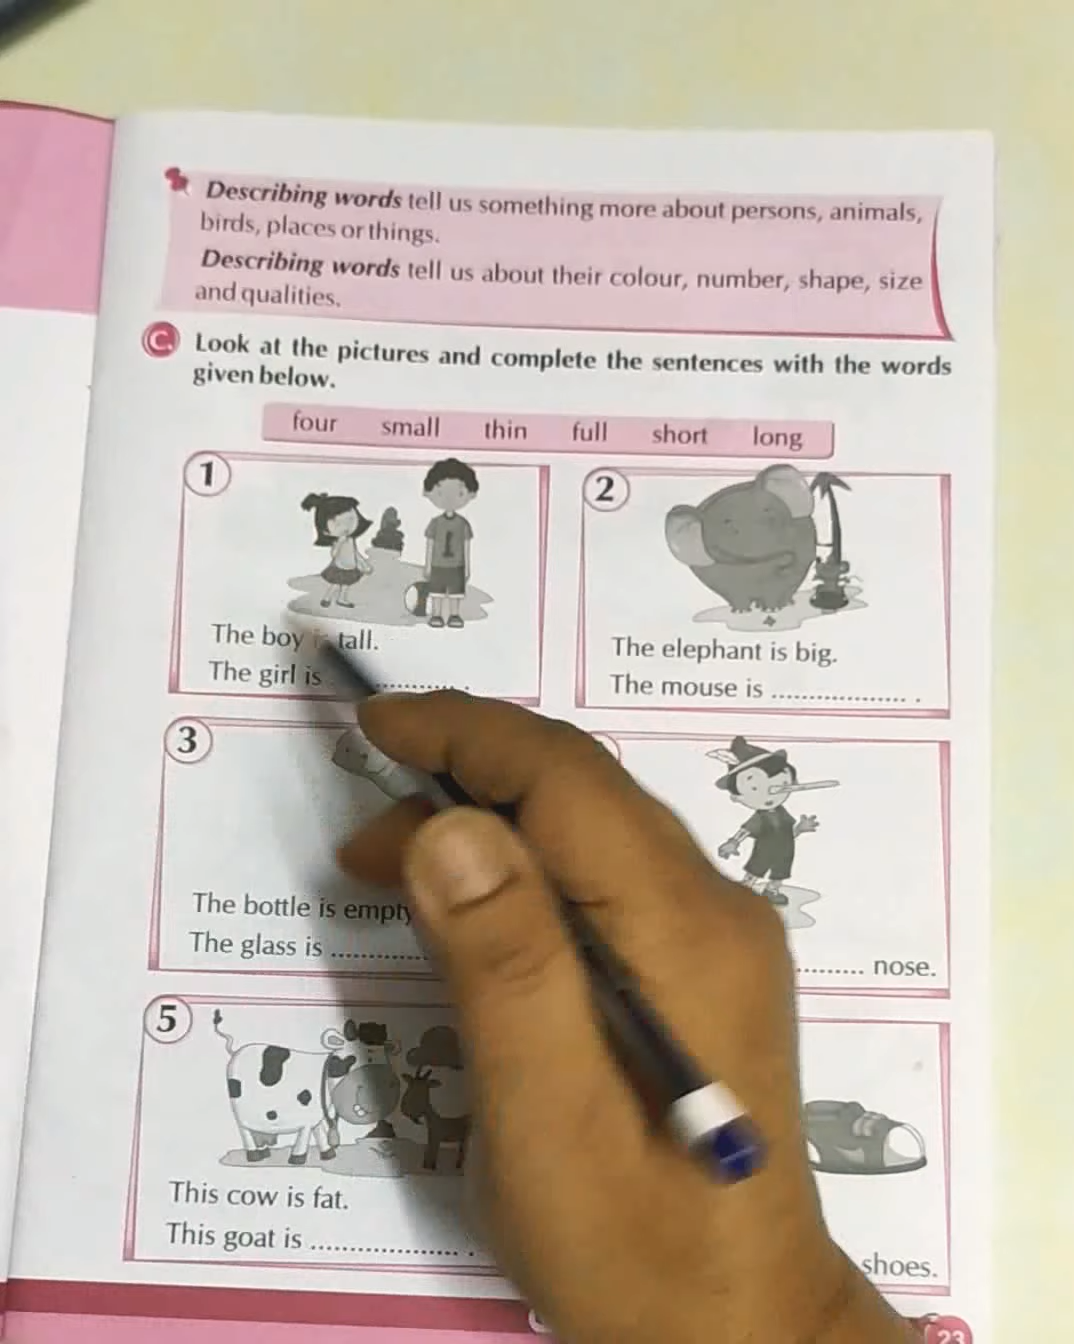 Describing words tell us something more about persons, animals,
birds, places or things.
Describing words tell us about their colour, number, shape, size
and qualities.
C. Look at the pictures and complete the sentences with the words
given below.
four small thin full short long
1
The boy is tall.
The girl is .............. .
2
The elephant is big.
The mouse is .................. .
3
The bottle is empty
The glass is .............
......... nose.
5
This cow is fat.
This goat is .................... .
shoes.
23